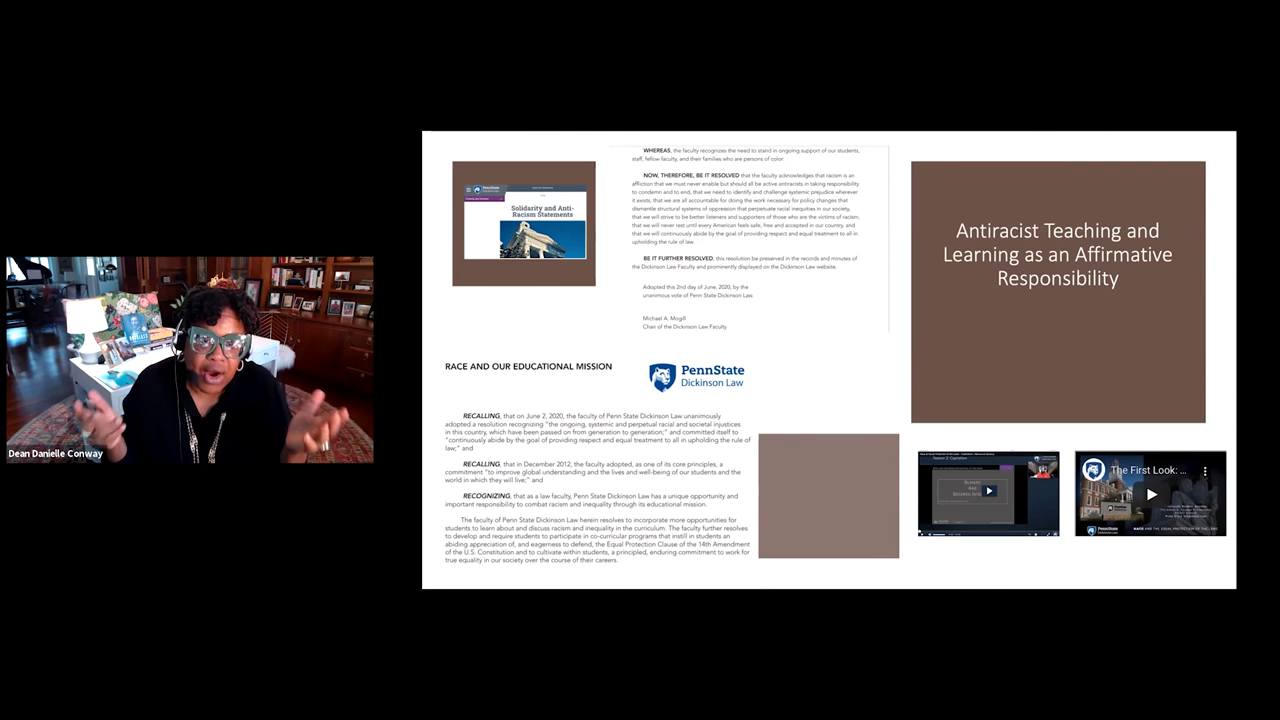 WHEREAS, the faculty recognizes the need to stand in ongoing support of our students,
staff, fellow faculty, and their families who are persons of color.
NOW, THEREFORE, BE IT RESOLVED that the faculty acknowledges that racism is an
affliction that we must never enable but should all be active antiracists in taking responsibility
to condemn and to end, that we need to identify and challenge systemic prejudice wherever
it exists, that we are all accountable for doing the work necessary for policy changes that
dismantle structural systems of oppression that perpetuate racial inequities in our society,
that we will strive to be better listeners and supporters of those who are the victims of racism,
that we will never rest until every American feels safe, free and accepted in our country, and
that we will continuously abide by the goal of providing respect and equal treatment to all in
upholding the rule of law.
BE IT FURTHER RESOLVED, this resolution be preserved in the records and minutes of
the Dickinson Law Faculty and prominently displayed on the Dickinson Law website.
Adopted this 2nd day of June, 2020, by the
unanimous vote of Penn State Dickinson Law.
Michael A. Mogill
Chair of the Dickinson Law Faculty
PennState
Solidarity and Anti-
Racism Statements
Antiracist Teaching and
Learning as an Affirmative
Responsibility
RACE AND OUR EDUCATIONAL MISSION
PennState
Dickinson Law
RECALLING, that on June 2, 2020, the faculty of Penn State Dickinson Law unanimously
adopted a resolution recognizing "the ongoing, systemic and perpetual racial and societal injustices
in this country, which have been passed on from generation to generation;" and committed itself to
"continuously abide by the goal of providing respect and equal treatment to all in upholding the rule of
law;" and
RECALLING, that in December 2012, the faculty adopted, as one of its core principles, a
commitment "to improve global understanding and the lives and well-being of our students and the
world in which they will live;" and
RECOGNIZING, that as a law faculty, Penn State Dickinson Law has a unique opportunity and
important responsibility to combat racism and inequality through its educational mission.
The faculty of Penn State Dickinson Law herein resolves to incorporate more opportunities for
students to learn about and discuss racism and inequality in the curriculum. The faculty further resolves
to develop and require students to participate in co-curricular programs that instill in students an
abiding appreciation of, and eagerness to defend, the Equal Protection Clause of the 14th Amendment
of the U.S. Constitution and to cultivate within students, a principled, enduring commitment to work for
true equality in our society over the course of their careers.
The First Look: ...
PennState
Dean Danielle Conway